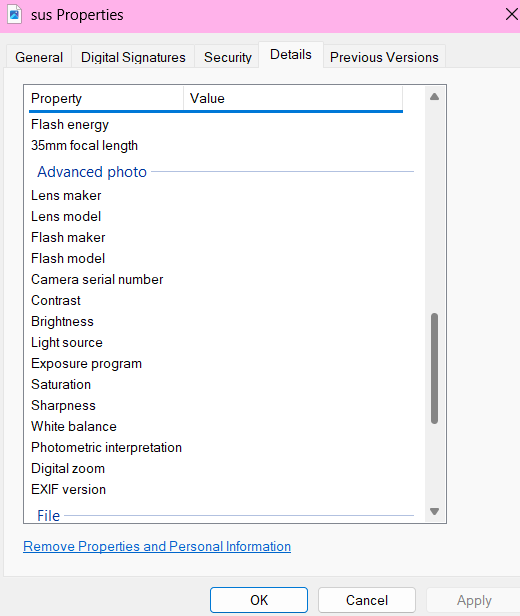 sus Properties
General Digital Signatures Security Details Previous Versions
Property Value
Flash energy
35mm focal length
Advanced photo
Lens maker
Lens model
Flash maker
Flash model
Camera serial number
Contrast
Brightness
Light source
Exposure program
Saturation
Sharpness
White balance
Photometric interpretation
Digital zoom
EXIF version
File
Remove Properties and Personal Information
OK Cancel Apply